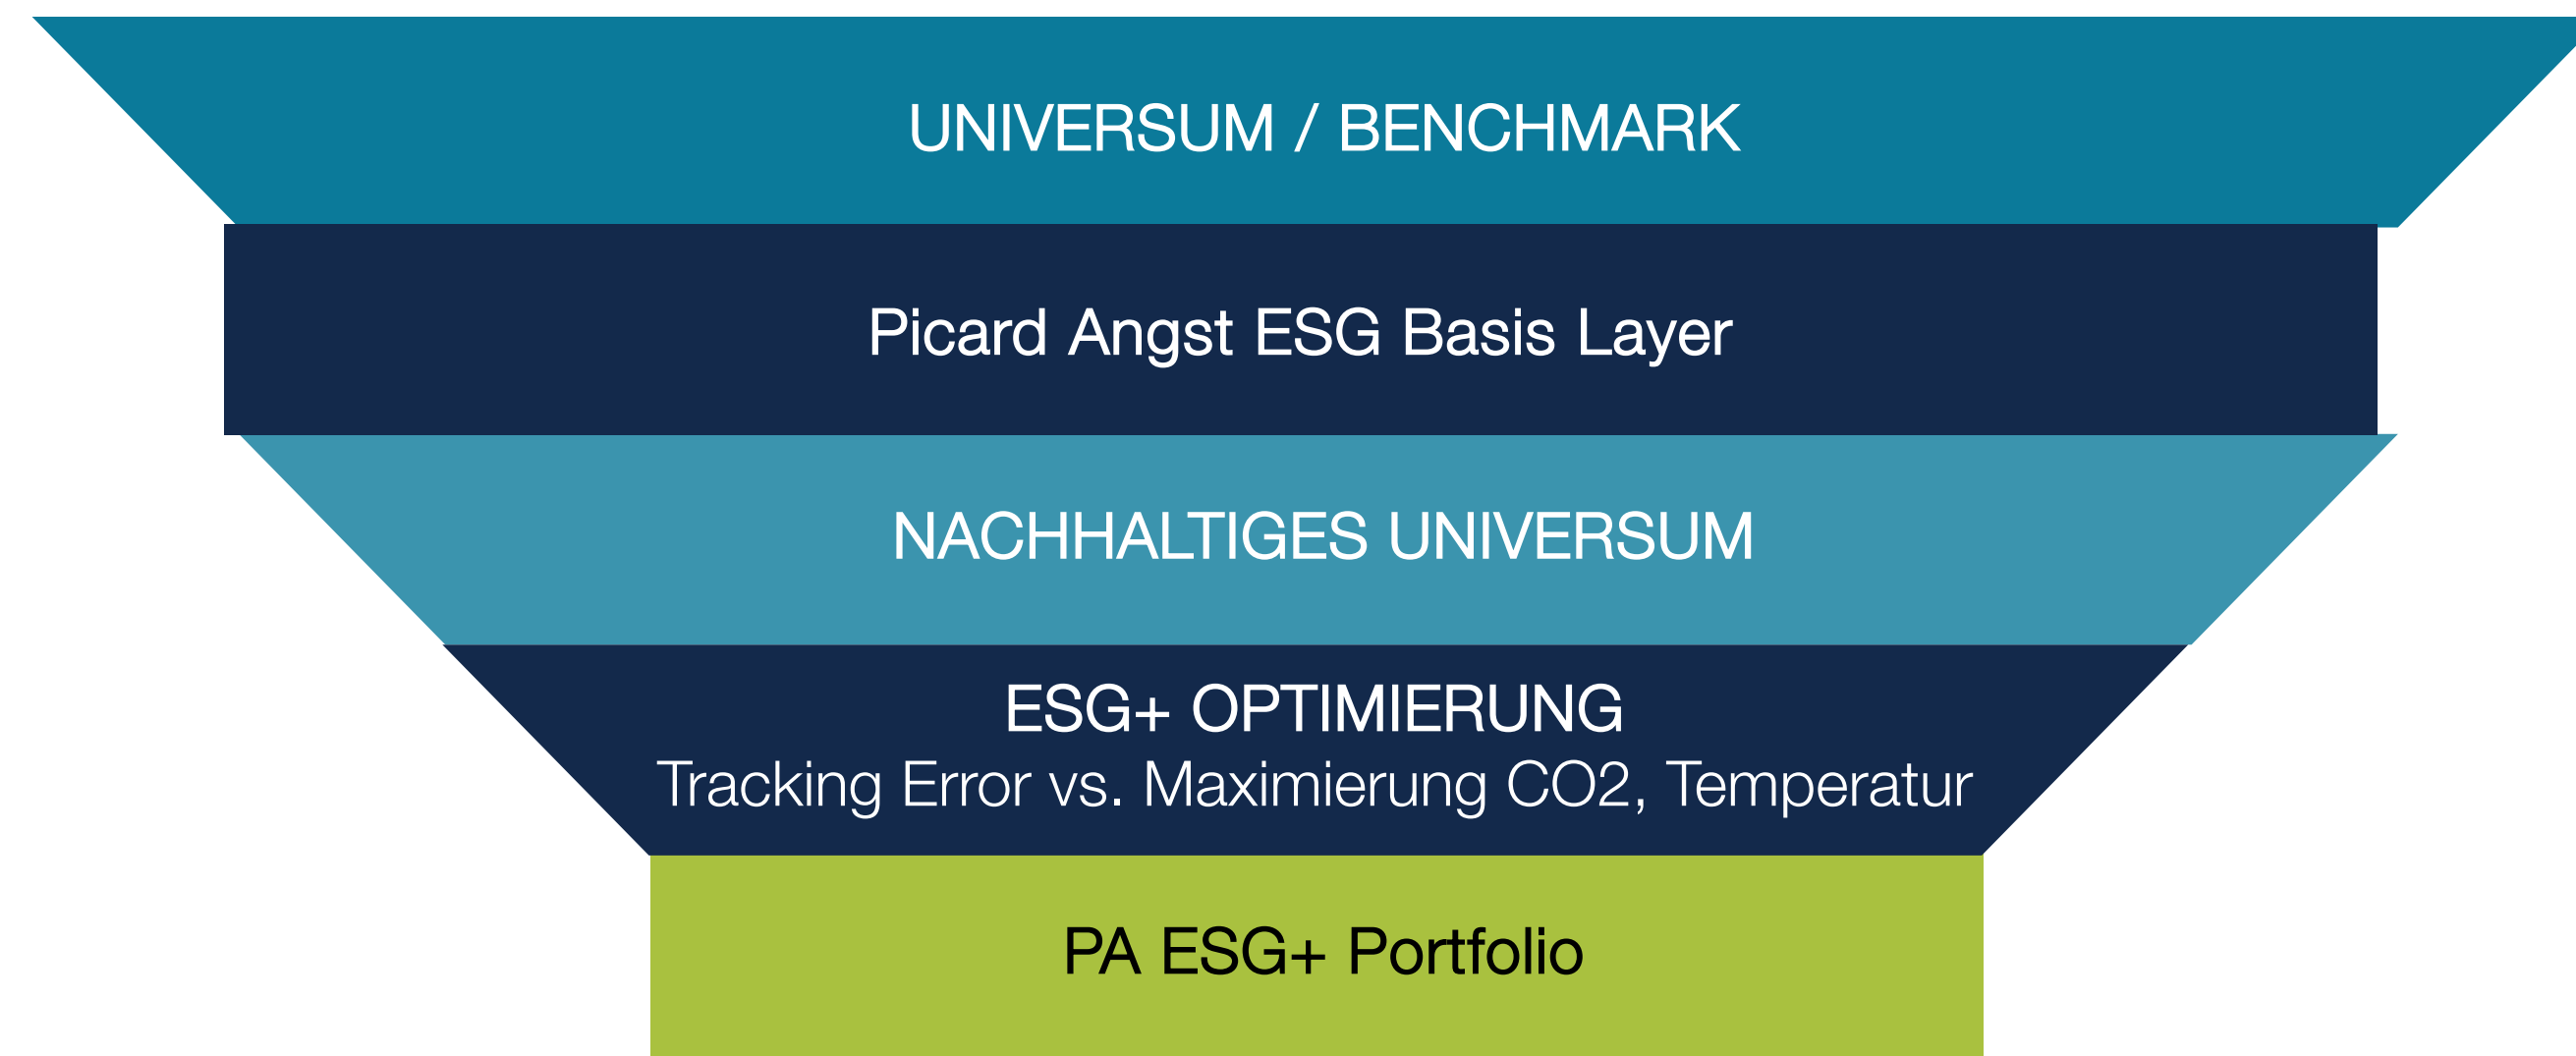 UNIVERSUM / BENCHMARK
Picard Angst ESG Basis Layer
NACHHALTIGES UNIVERSUM
ESG+ OPTIMIERUNG
Tracking Error vs. Maximierung CO2, Temperatur
PA ESG+ Portfolio